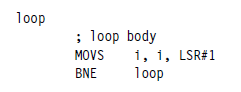 loop
; loop body
MOVS i, i, LSR#1
BNE loop